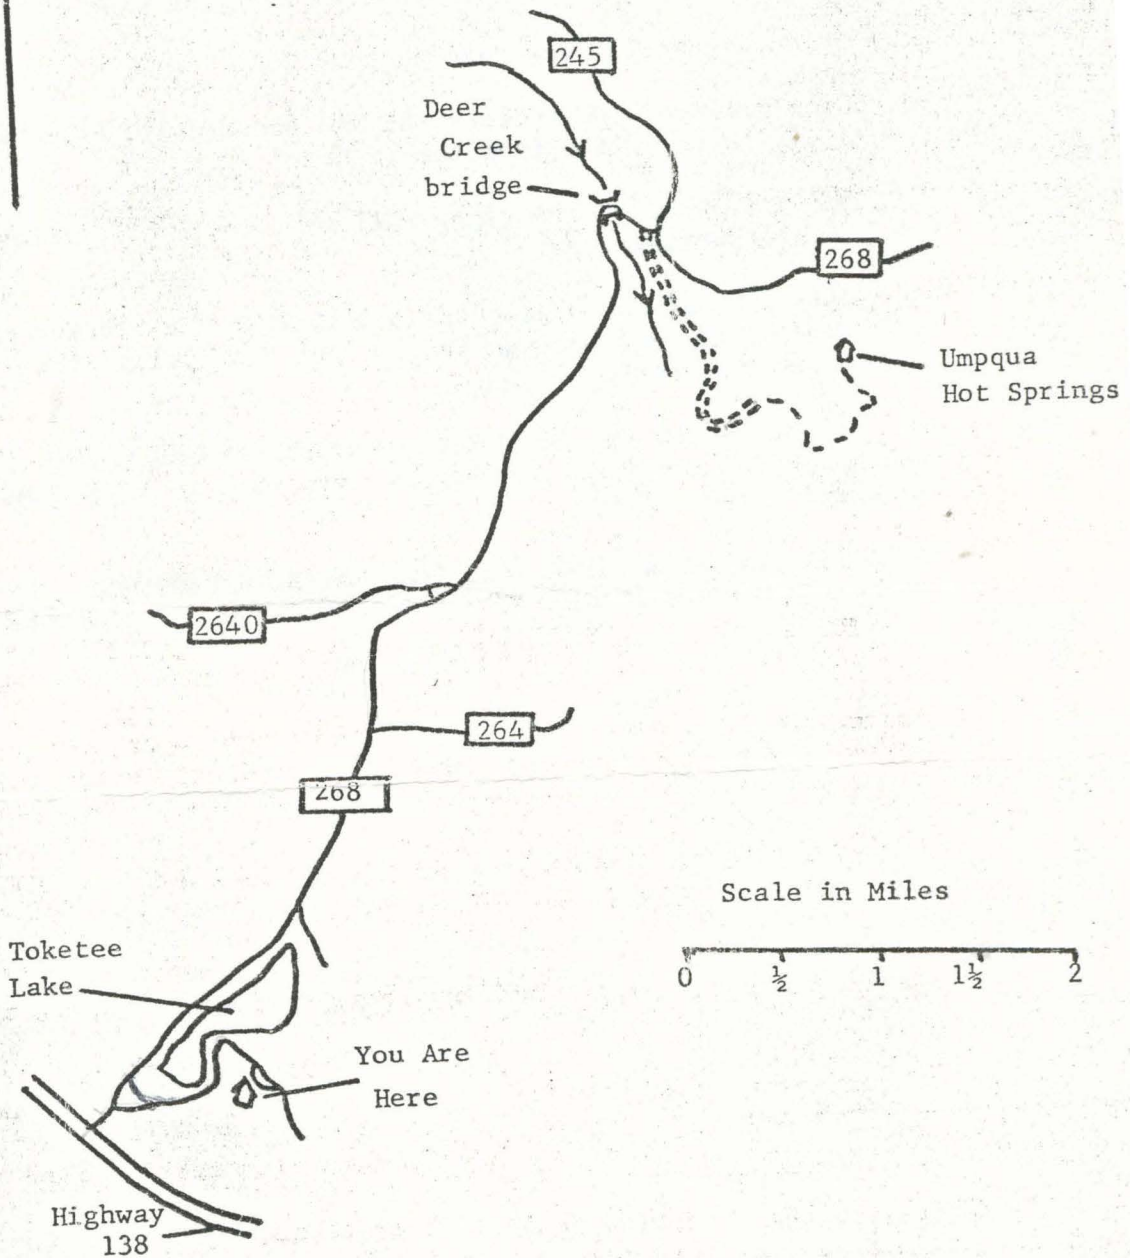 245
Deer
Creek
bridge
268
Umpqua
Hot Springs
2640
264
268
Scale in Miles
0 ½ 1 1½ 2
Toketee
Lake
You Are
Here
Highway
138